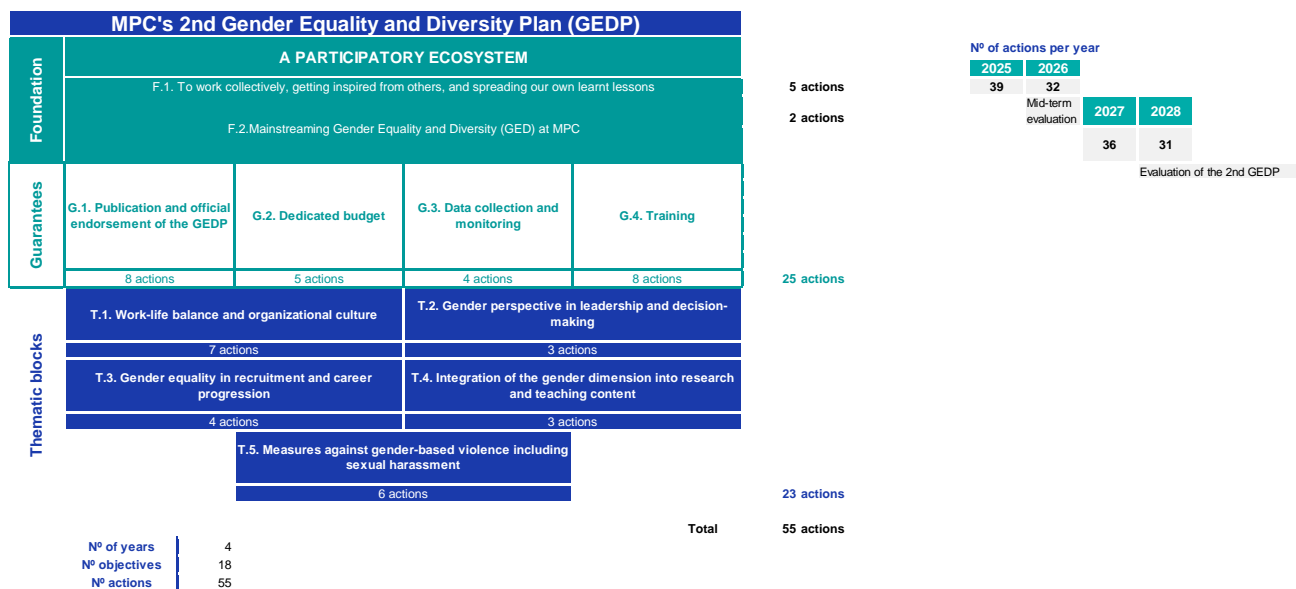 MPC's 2nd Gender Equality and Diversity Plan (GEDP)
Foundation
A PARTICIPATORY ECOSYSTEM
F.1. To work collectively, getting inspired from others, and spreading our own learnt lessons
5 actions
F.2.Mainstreaming Gender Equality and Diversity (GED) at MPC
2 actions
Nº of actions per year
2025 2026
39 32
Mid-term
evaluation
2027 2028
36 31
Evaluation of the 2nd GEDP
Guarantees
G.1. Publication and official
endorsement of the GEDP
G.2. Dedicated budget
G.3. Data collection and
monitoring
G.4. Training
8 actions
5 actions
4 actions
8 actions
25 actions
Thematic blocks
T.1. Work-life balance and organizational culture
T.2. Gender perspective in leadership and decision-
making
7 actions
3 actions
T.3. Gender equality in recruitment and career
progression
T.4. Integration of the gender dimension into research
and teaching content
4 actions
3 actions
T.5. Measures against gender-based violence including
sexual harassment
6 actions
23 actions
Total 55 actions
Nº of years 4
Nº objectives 18
Nº actions 55